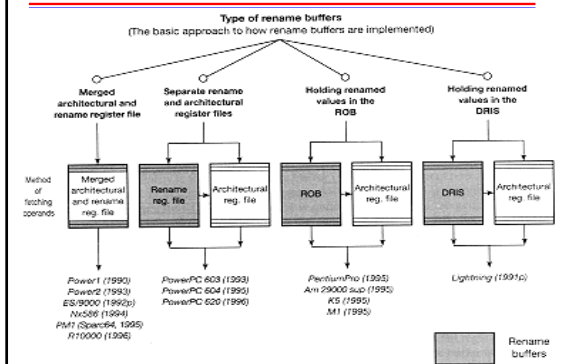 Type of rename buffers
(The basic approach to how rename buffers are implemented)
Merged
architectural and
rename register file
Separate rename
and architectural
register files
Holding renamed
values in the
ROB
Holding renamed
values in the
DRIS
Method
of
fetching
operands
Merged
architectural
and rename
reg. file
Rename
reg. file
Architectural
reg. file
ROB
Architectural
reg. file
DRIS
Architectural
reg. file
Power1 (1990)
Power2 (1993)
ES/9000 (1992p)
Nx586 (1994)
PM1 (Sparc64, 1995)
R10000 (1996)
PowerPC 603 (1993)
PowerPC 604 (1995)
PowerPC 620 (1996)
PentiumPro (1995)
Am 29000 sup (1995)
K5 (1995)
M1 (1995)
Lightning (1991p)
Rename
buffers